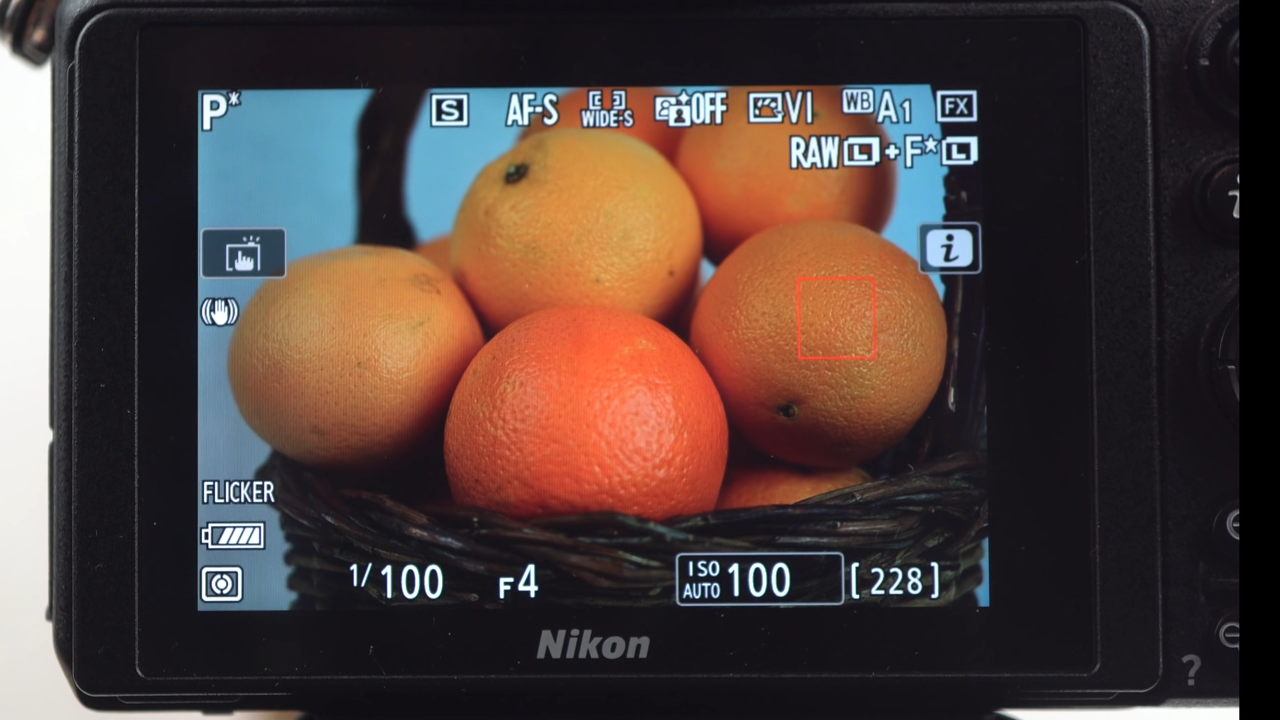 P* S AF-S WIDE-S OFF VI WB A1 FX
RAW L + F★ L
i
FLICKER
1/100 F4 ISO AUTO 100 [228]
Nikon
?